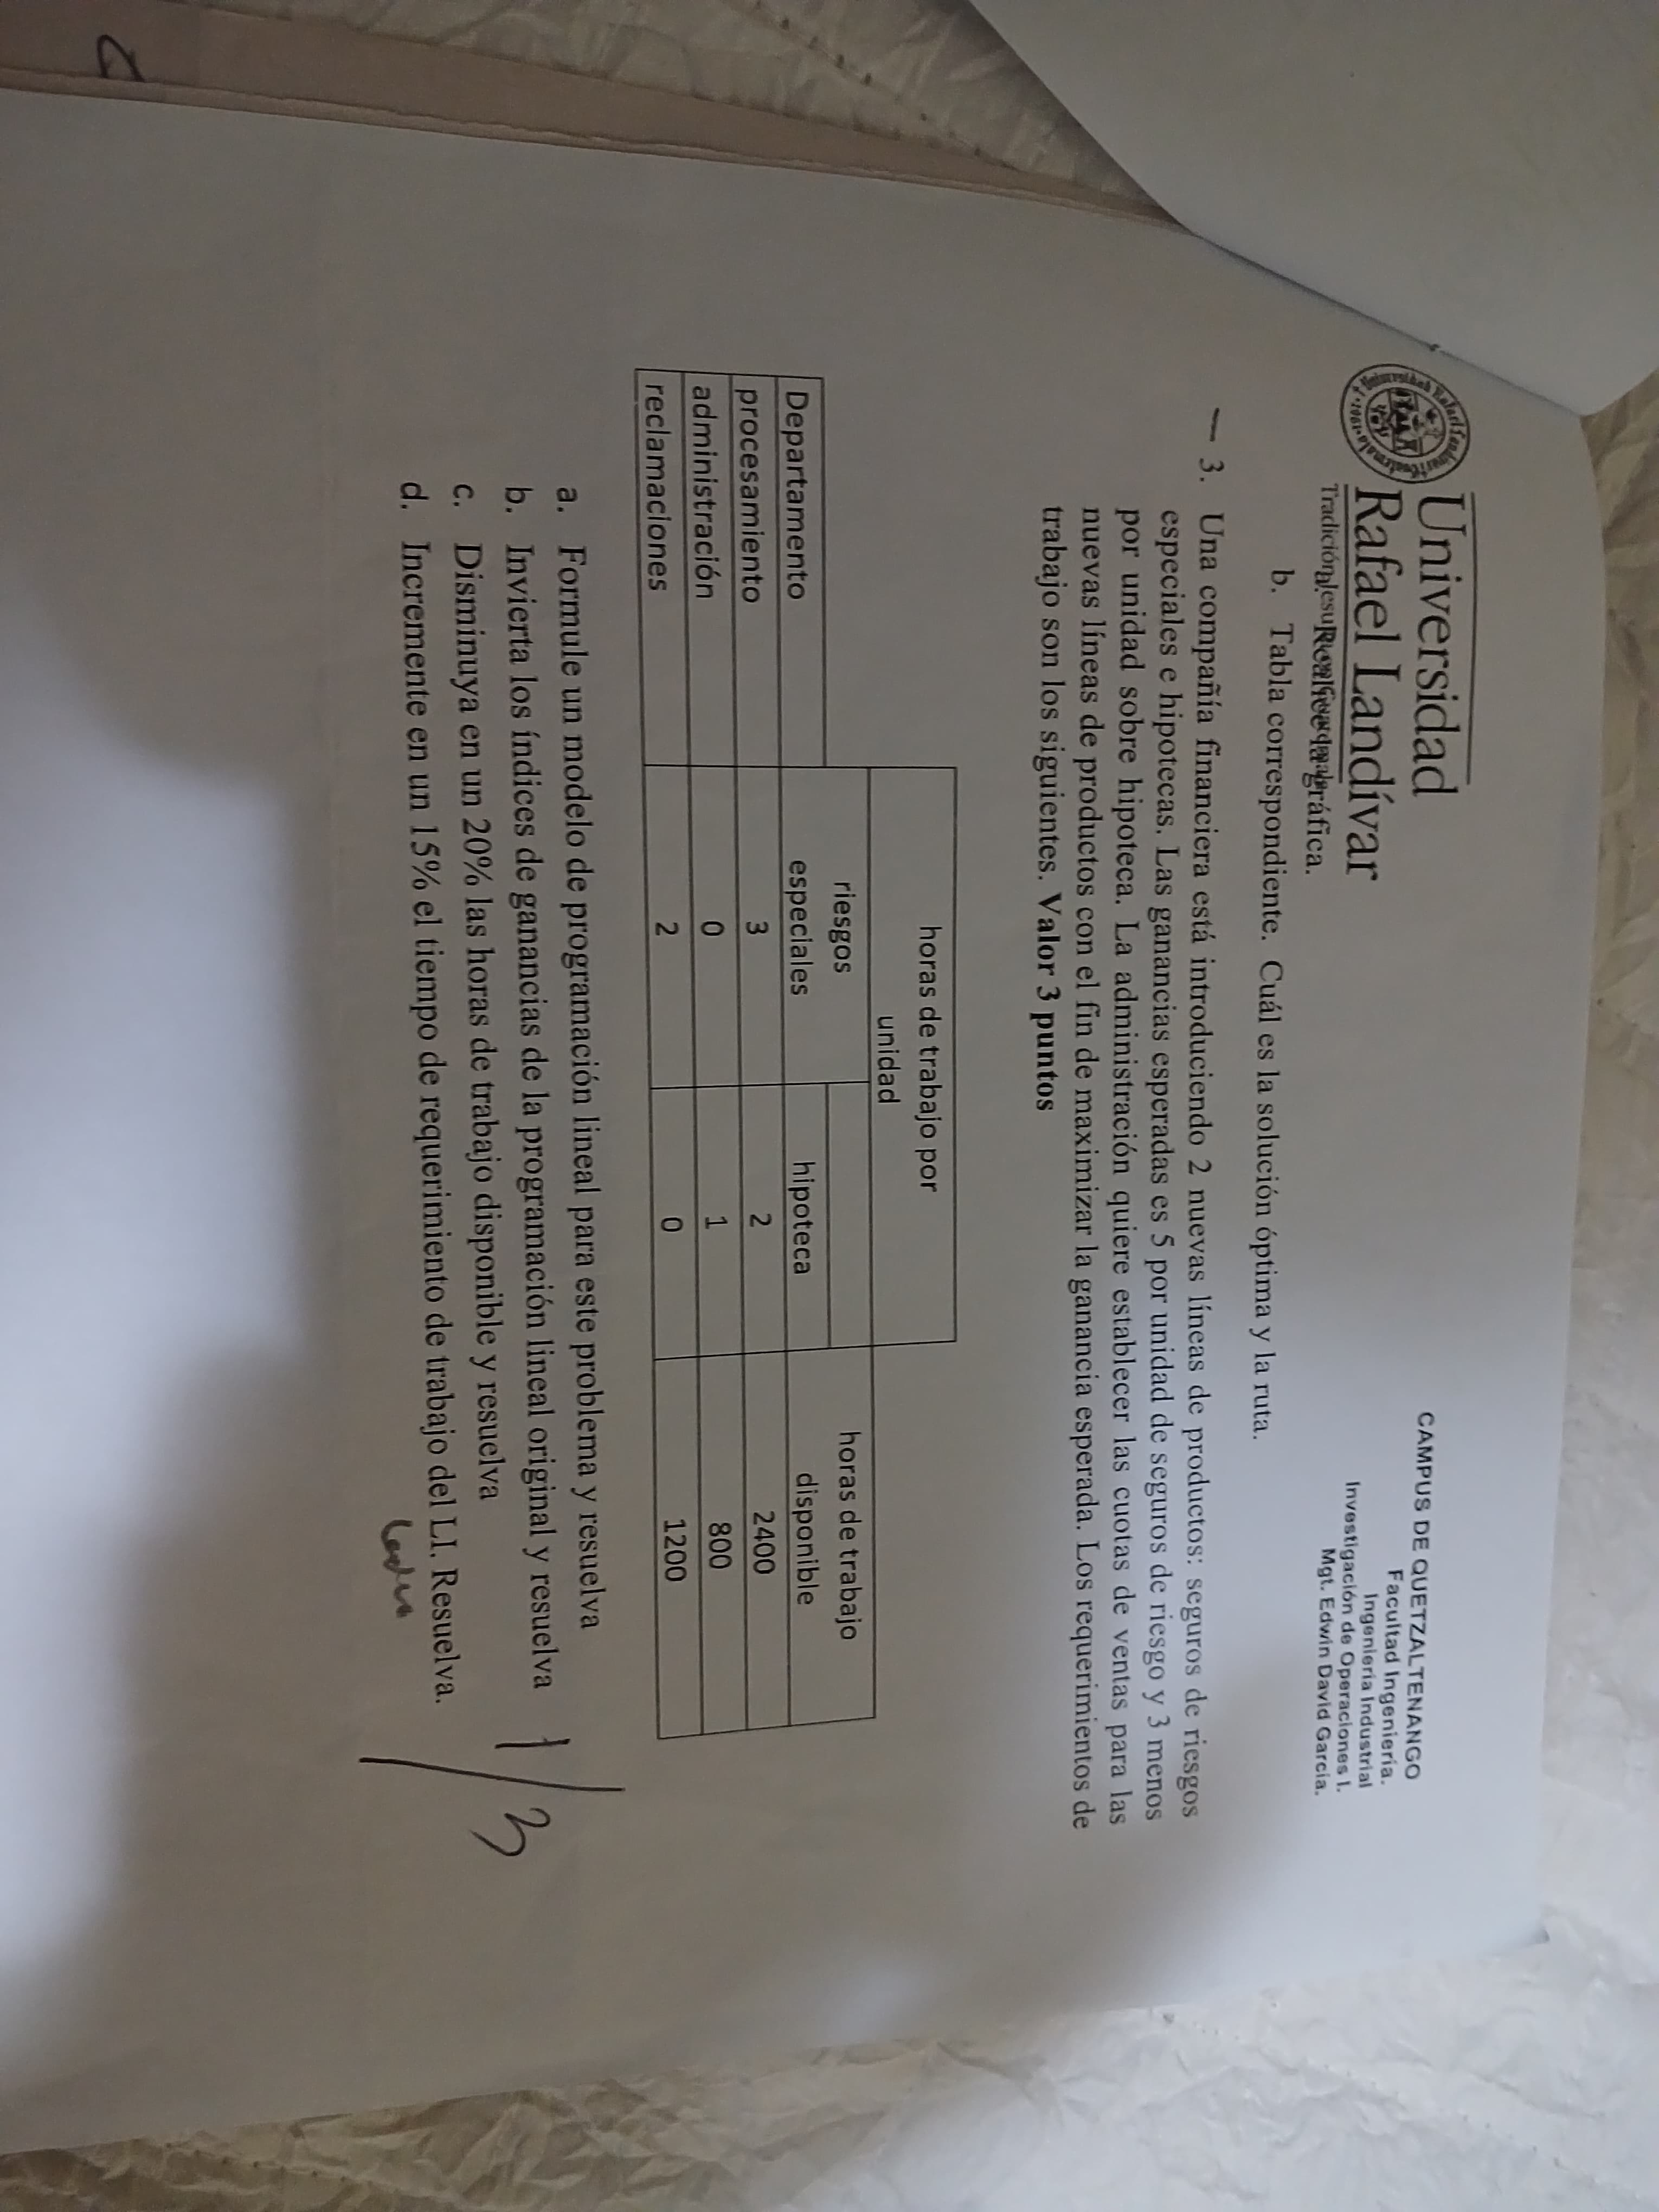 Universidad
Rafael Landívar
Tradición Jesuita en Guatemala
CAMPUS DE QUETZALTENANGO
Facultad Ingeniería.
Ingeniería Industrial
Investigación de Operaciones I.
Mgt. Edwin David García.
a. Realice la gráfica.
b. Tabla correspondiente. Cuál es la solución óptima y la ruta.
3. Una compañía financiera está introduciendo 2 nuevas líneas de productos: seguros de riesgos
especiales e hipotecas. Las ganancias esperadas es 5 por unidad de seguros de riesgo y 3 menos
por unidad sobre hipoteca. La administración quiere establecer las cuotas de ventas para las
nuevas líneas de productos con el fin de maximizar la ganancia esperada. Los requerimientos de
trabajo son los siguientes. Valor 3 puntos
horas de trabajo por
unidad
riesgos
especiales
hipoteca
horas de trabajo
disponible
Departamento
procesamiento 3 2 2400
administración 0 1 800
reclamaciones 2 0 1200
a. Formule un modelo de programación lineal para este problema y resuelva
b. Invierta los índices de ganancias de la programación lineal original y resuelva
c. Disminuya en un 20% las horas de trabajo disponible y resuelva
d. Incremente en un 15% el tiempo de requerimiento de trabajo del LI. Resuelva.
1/3